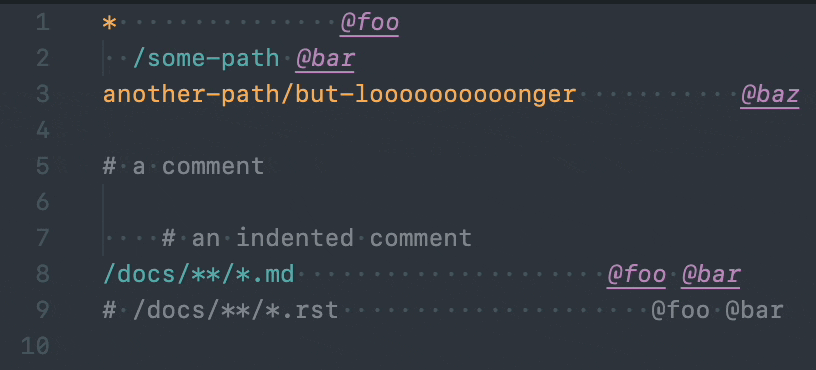 1 *               @foo
2   /some-path @bar
3 another-path/but-looooooooooonger           @baz
4
5 # a comment
6
7     # an indented comment
8 /docs/**/*.md                     @foo @bar
9 # /docs/**/*.rst                     @foo @bar
10